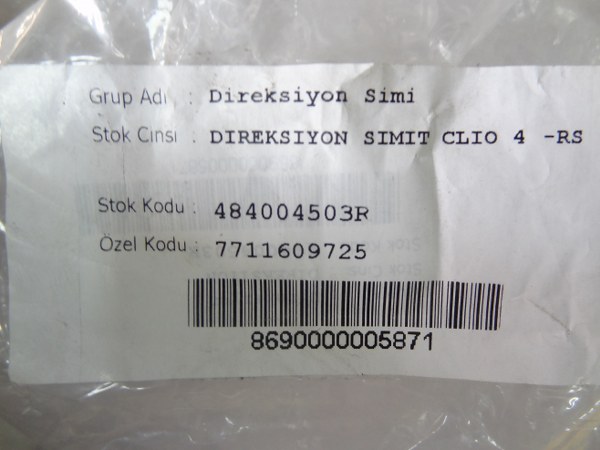 Grup Adı : Direksiyon Simi
Stok Cinsi : DIREKSIYON SIMIT CLIO 4 -RS
Stok Kodu : 484004503R
Özel Kodu : 7711609725
8690000005871